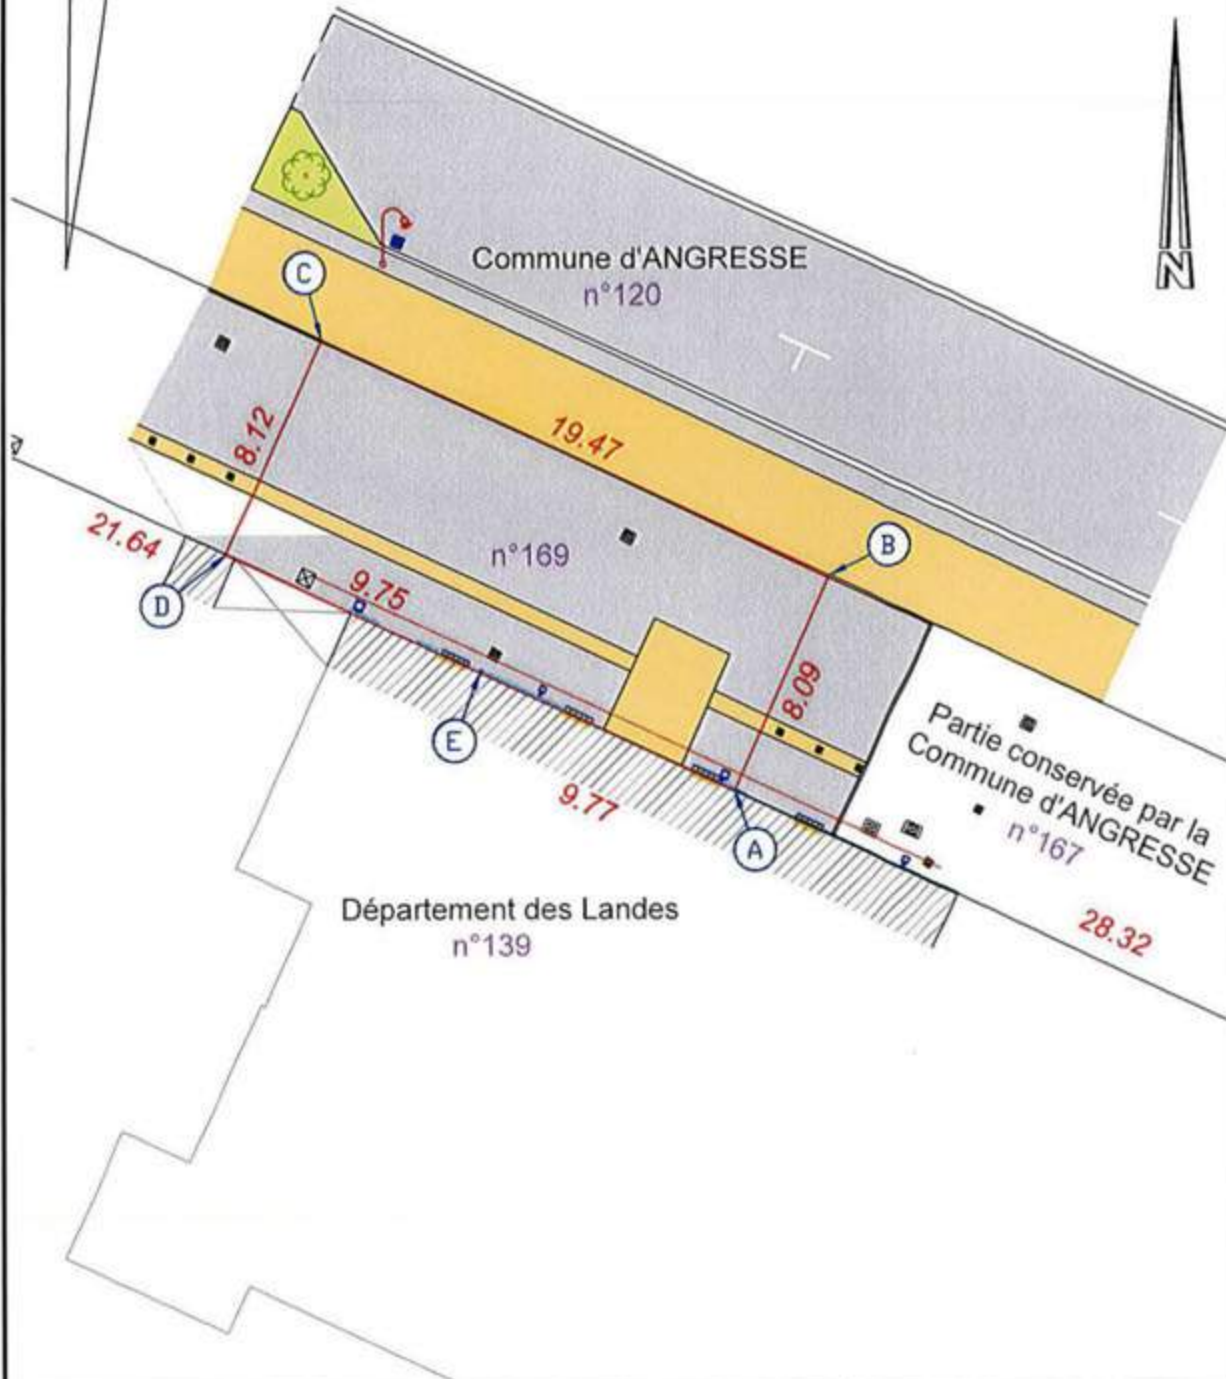 N
Commune d'ANGRESSE
n°120
C
19.47
8.12
B
n°169
21.64
D
9.75
8.09
E
9.77
A
Partie conservée par la
Commune d'ANGRESSE
n°167
Département des Landes
n°139
28.32